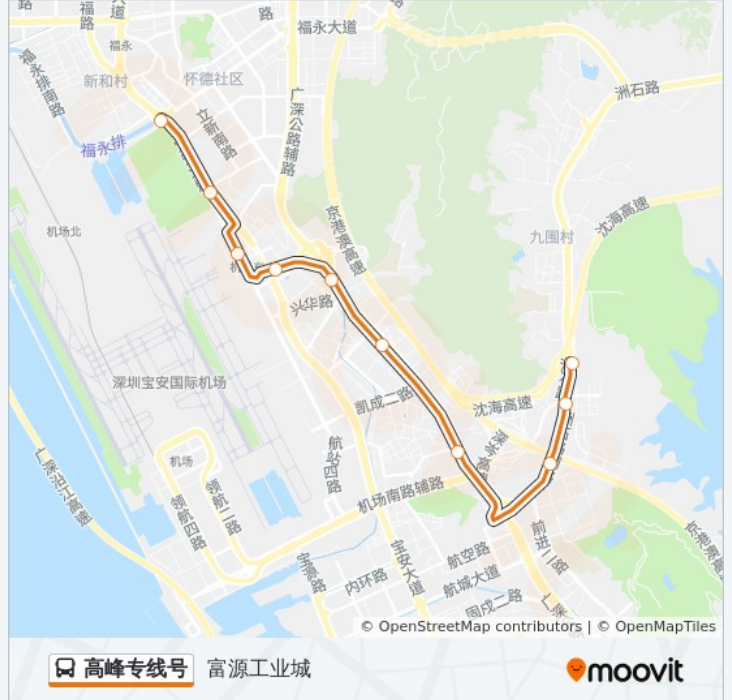 福永大道
福永
新和村
怀德社区
洲石路
福永排南路
立新南路
广深公路辅路
福永排
京港澳高速
沈海高速
九围村
机场北
兴华路
深圳宝安国际机场
凯成二路
沈海高速
航站四路
机场
机场南路辅路
领航四路
领航二路
广深沿江高速
前进二路
京港澳高
航空路
宝安大道
宝源路
内环路
航城大道
固戍二路
© OpenStreetMap contributors | © OpenMapTiles
高峰专线号 富源工业城
moovit